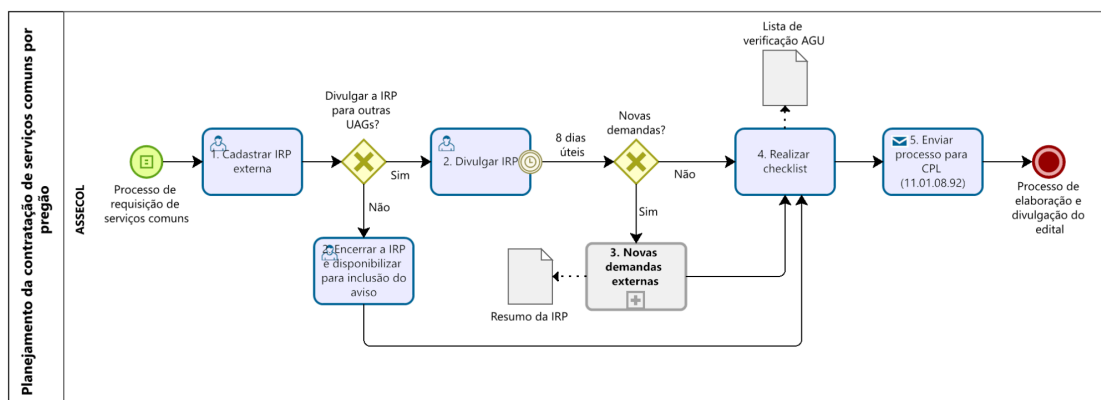 Planejamento da contratação de serviços comuns por
pregão
ASSECOL
Processo de
requisição de
serviços comuns
1. Cadastrar IRP
externa
Divulgar a IRP
para outras
UAGs?
Sim
Não
2. Divulgar IRP
8 dias
úteis
2. Encerrar a IRP
e disponibilizar
para inclusão do
aviso
Novas
demandas?
Não
Sim
3. Novas
demandas
externas
Resumo da IRP
Lista de
verificação AGU
4. Realizar
checklist
5. Enviar
processo para
CPL
(11.01.08.92)
Processo de
elaboração e
divulgação do
edital